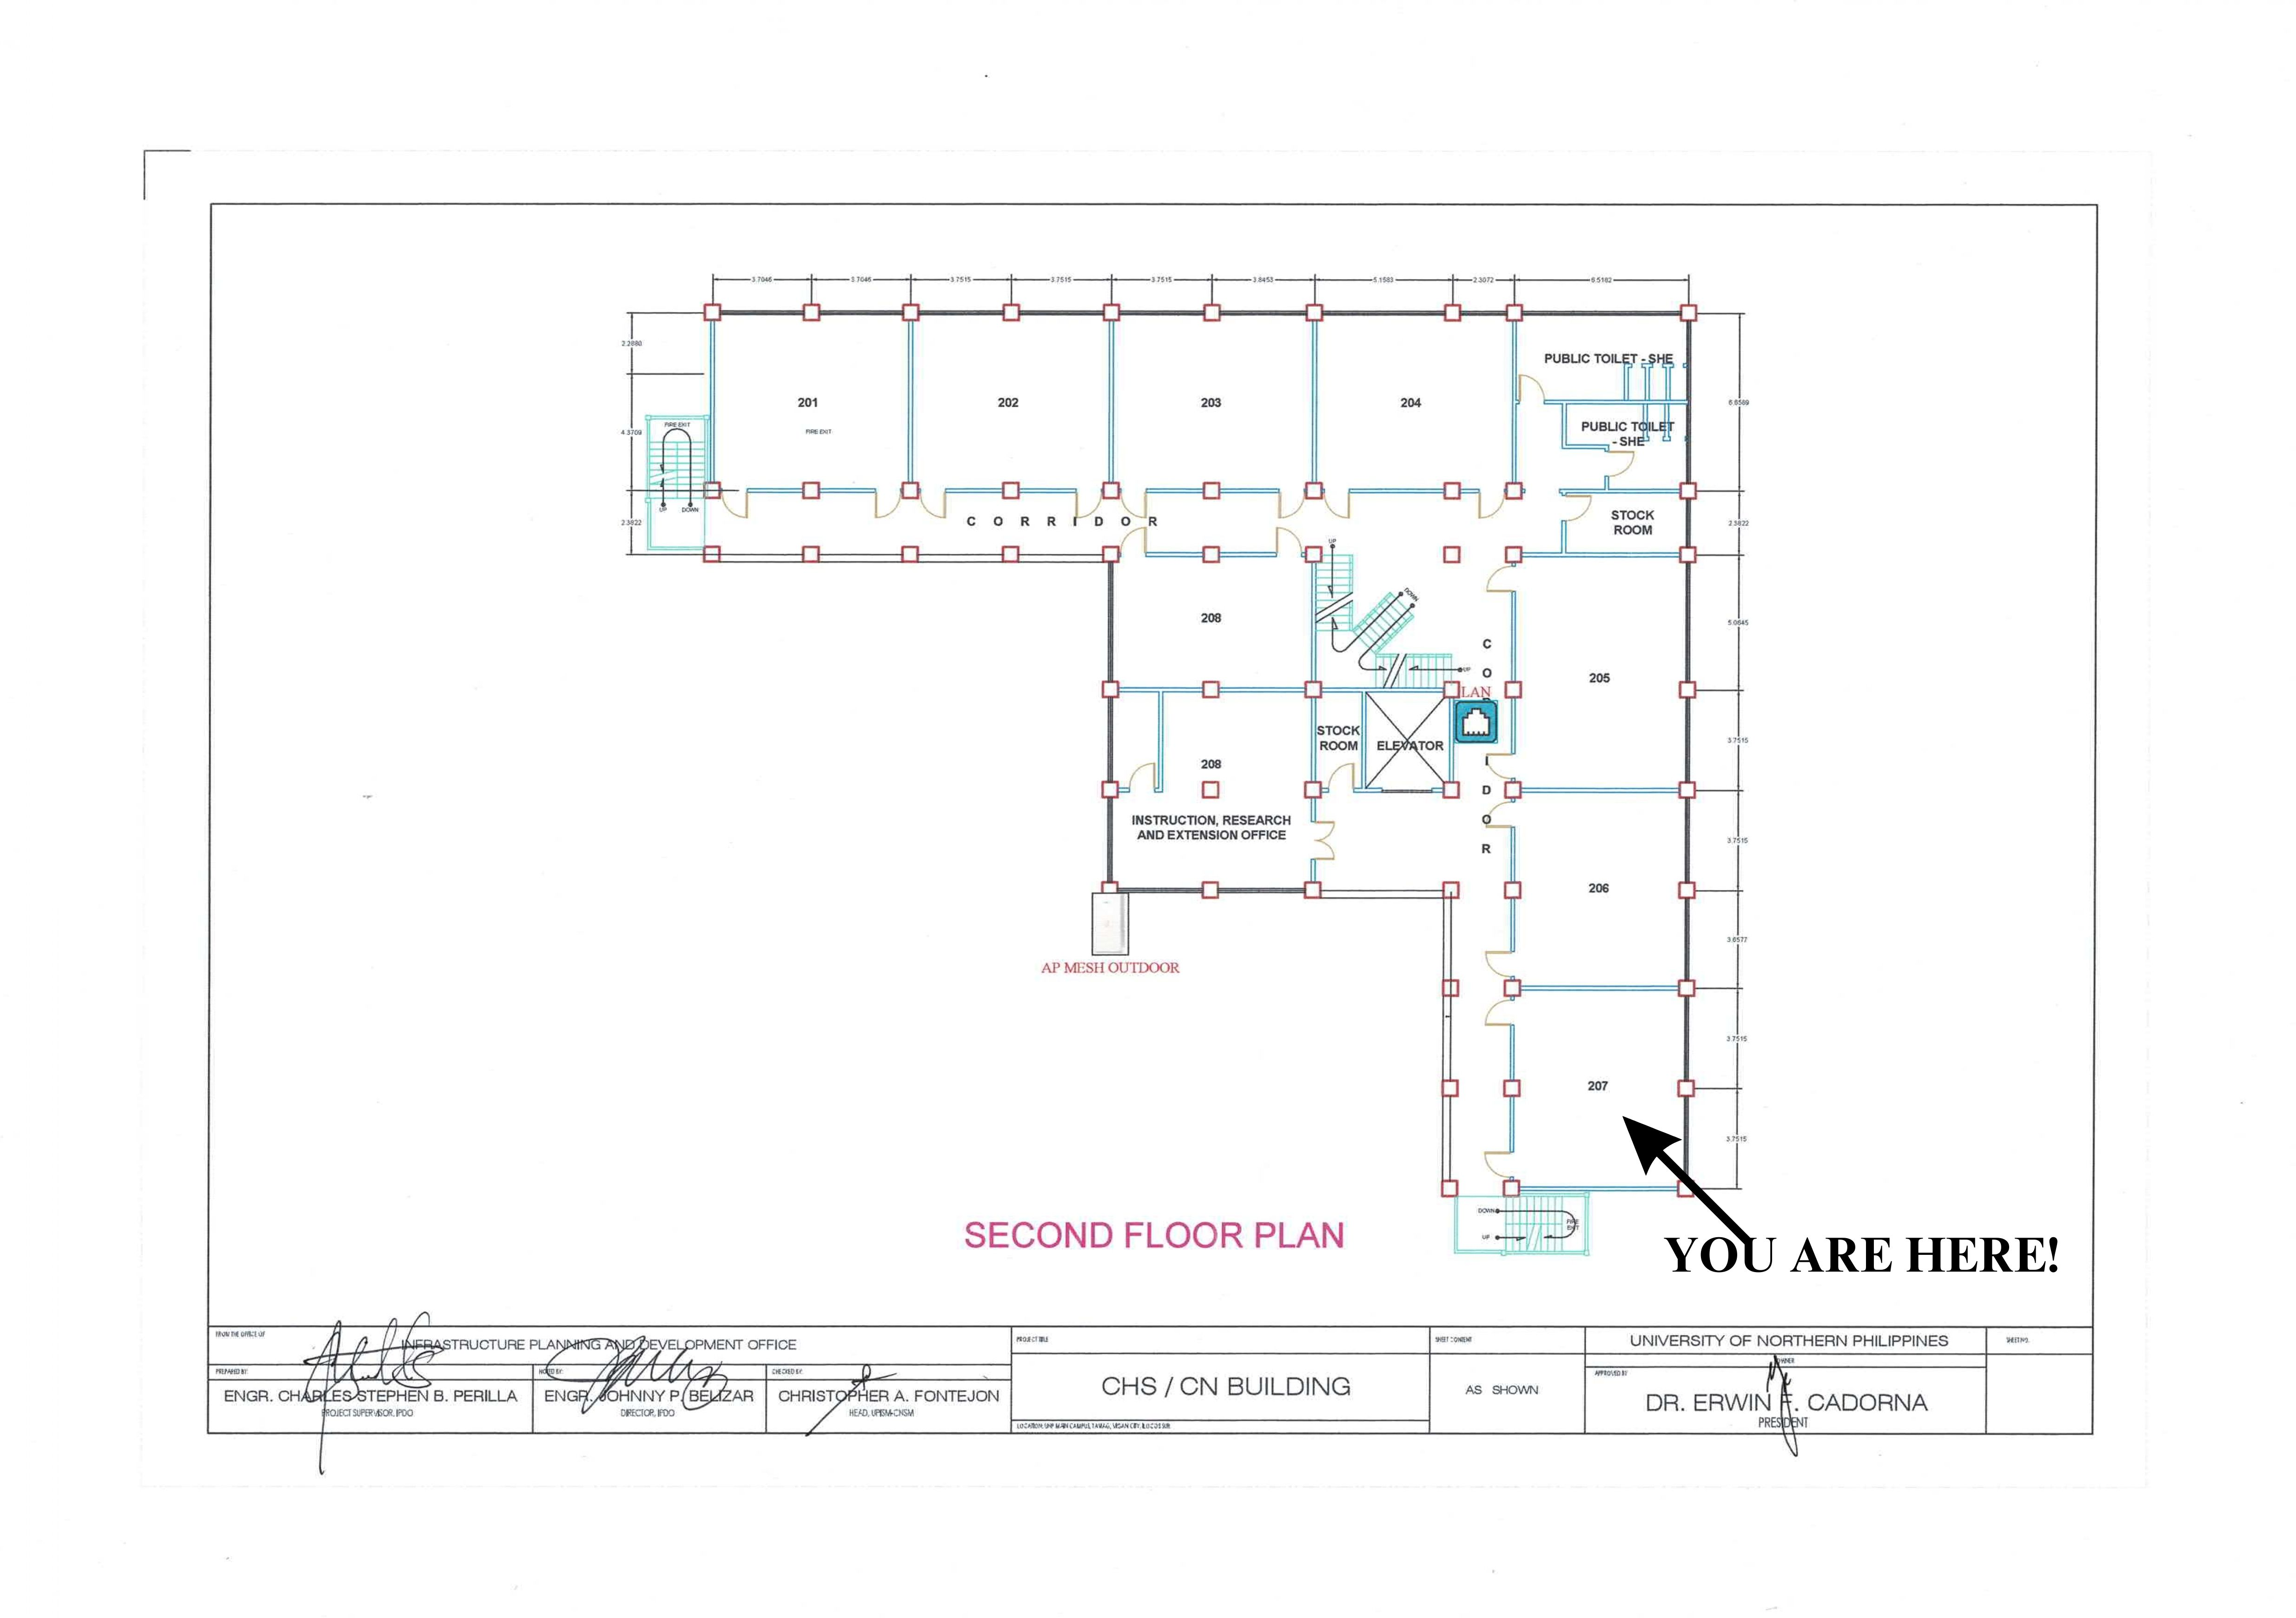 3.7046 3.7046 3.7515 3.7515 3.7515 3.8453 5.1583 2.3072 6.5182
2.2880
4.3709
2.3822
FIRE EXIT
UP DOWN
201
FIRE EXIT
202
203
204
PUBLIC TOILET - SHE
PUBLIC TOILET
- SHE
6.8589
STOCK
ROOM
2.3822
C O R R I D O R
UP
DOWN
UP
208
5.0645
C
O
I
D
O
R
205
LAN
STOCK
ROOM
ELEVATOR
3.7515
208
INSTRUCTION, RESEARCH
AND EXTENSION OFFICE
3.7515
206
3.6577
AP MESH OUTDOOR
3.7515
207
3.7515
DOWN
UP
FIRE
EXIT
SECOND FLOOR PLAN
YOU ARE HERE!
FROM THE OFFICE OF
INFRASTRUCTURE PLANNING AND DEVELOPMENT OFFICE
PREPARED BY:
ENGR. CHARLES STEPHEN B. PERILLA
PROJECT SUPERVISOR, IPDO
NOTED BY:
ENGR. JOHNNY P. BELIZAR
DIRECTOR, IPDO
CHECKED BY:
CHRISTOPHER A. FONTEJON
HEAD, UPISM-CNSM
PROJECT TITLE
CHS / CN BUILDING
LOCATION: UNP MAIN CAMPUS, TAMAG, VIGAN CITY, ILOCOS SUR
SHEET CONTENT
AS SHOWN
UNIVERSITY OF NORTHERN PHILIPPINES
OWNER
APPROVED BY
DR. ERWIN F. CADORNA
PRESIDENT
SHEET NO.